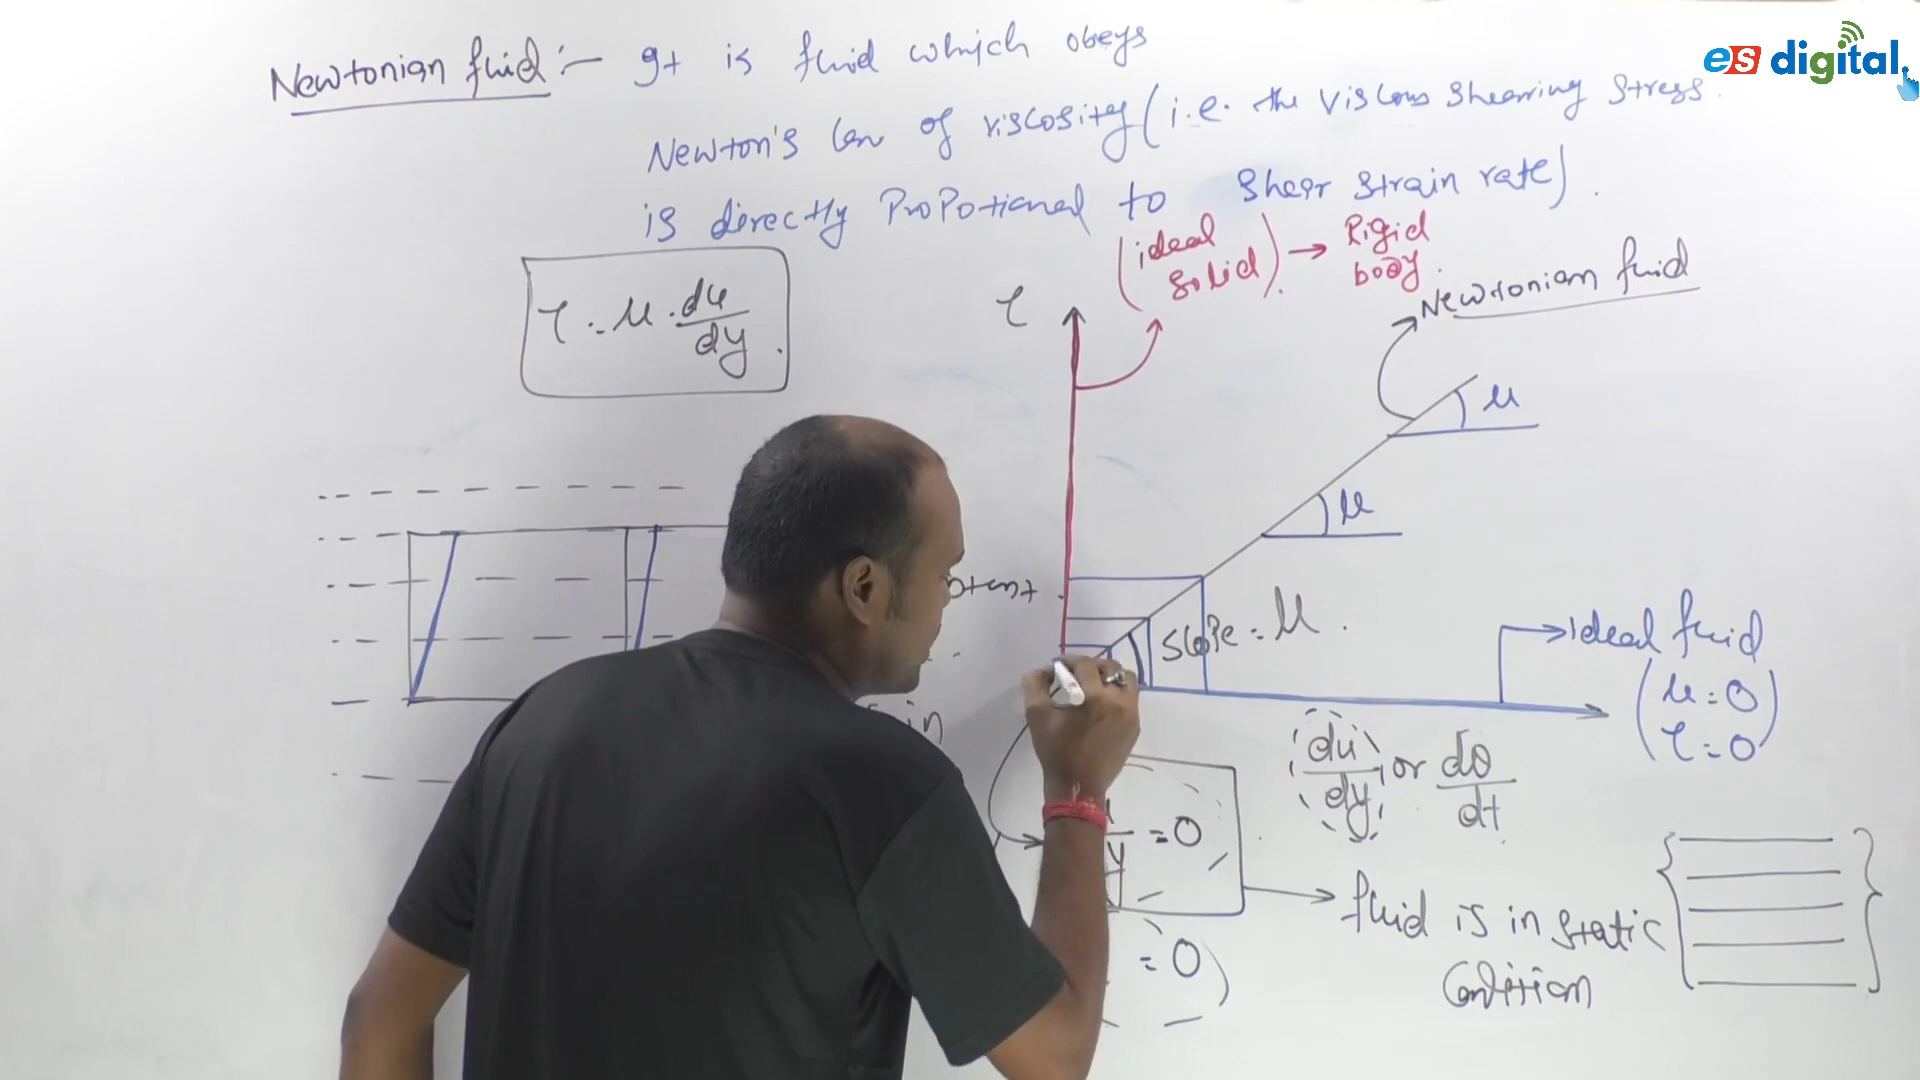 es digital.
Newtonian fluid :- It is fluid which obeys
Newton's law of viscosity (i.e. the viscous shearing stress.
is directly Propotional to shear strain rate).
τ = μ . du/dy .
τ
(ideal solid). → Rigid body.
Newtonian fluid
μ
μ
slope = μ .
Ideal fluid
(μ = 0
τ = 0)
du/dy or dθ/dt
= 0
fluid is in static
Condition
= 0)